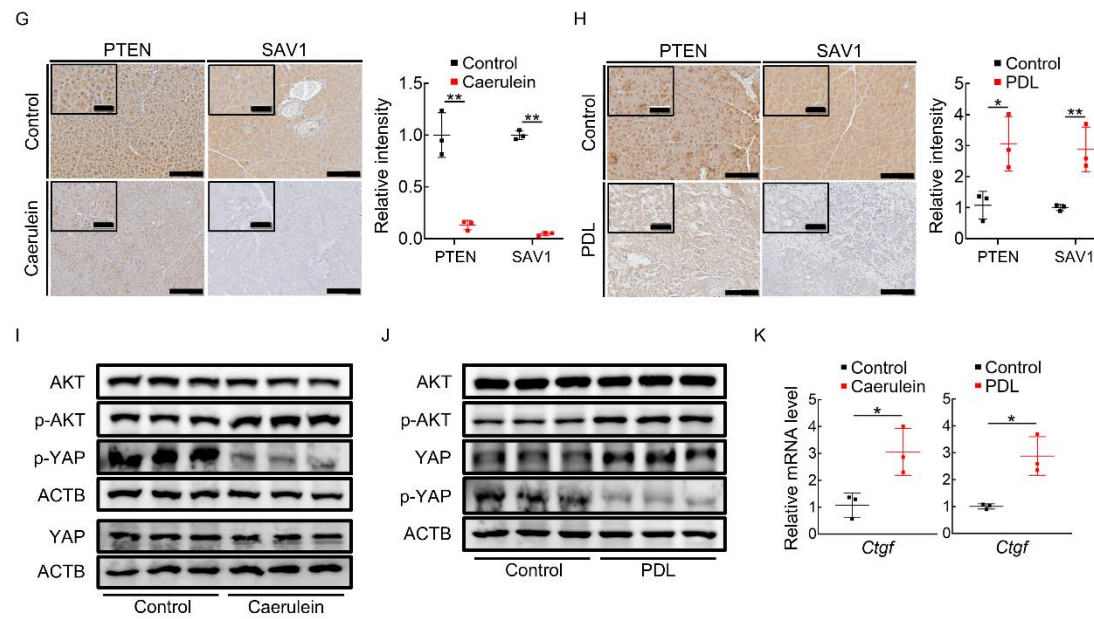 G
PTEN
SAV1
Control
Caerulein
Relative intensity
1.5
1.0
0.5
0.0
Control
Caerulein
**
**
PTEN
SAV1
H
PTEN
SAV1
Control
PDL
Relative intensity
5
4
3
2
1
0
Control
PDL
*
**
PTEN
SAV1
I
AKT
p-AKT
p-YAP
ACTB
YAP
ACTB
Control
Caerulein
J
AKT
p-AKT
YAP
p-YAP
ACTB
Control
PDL
K
Relative mRNA level
Control
Caerulein
5
4
3
2
1
0
*
Ctgf
Control
PDL
5
4
3
2
1
0
*
Ctgf